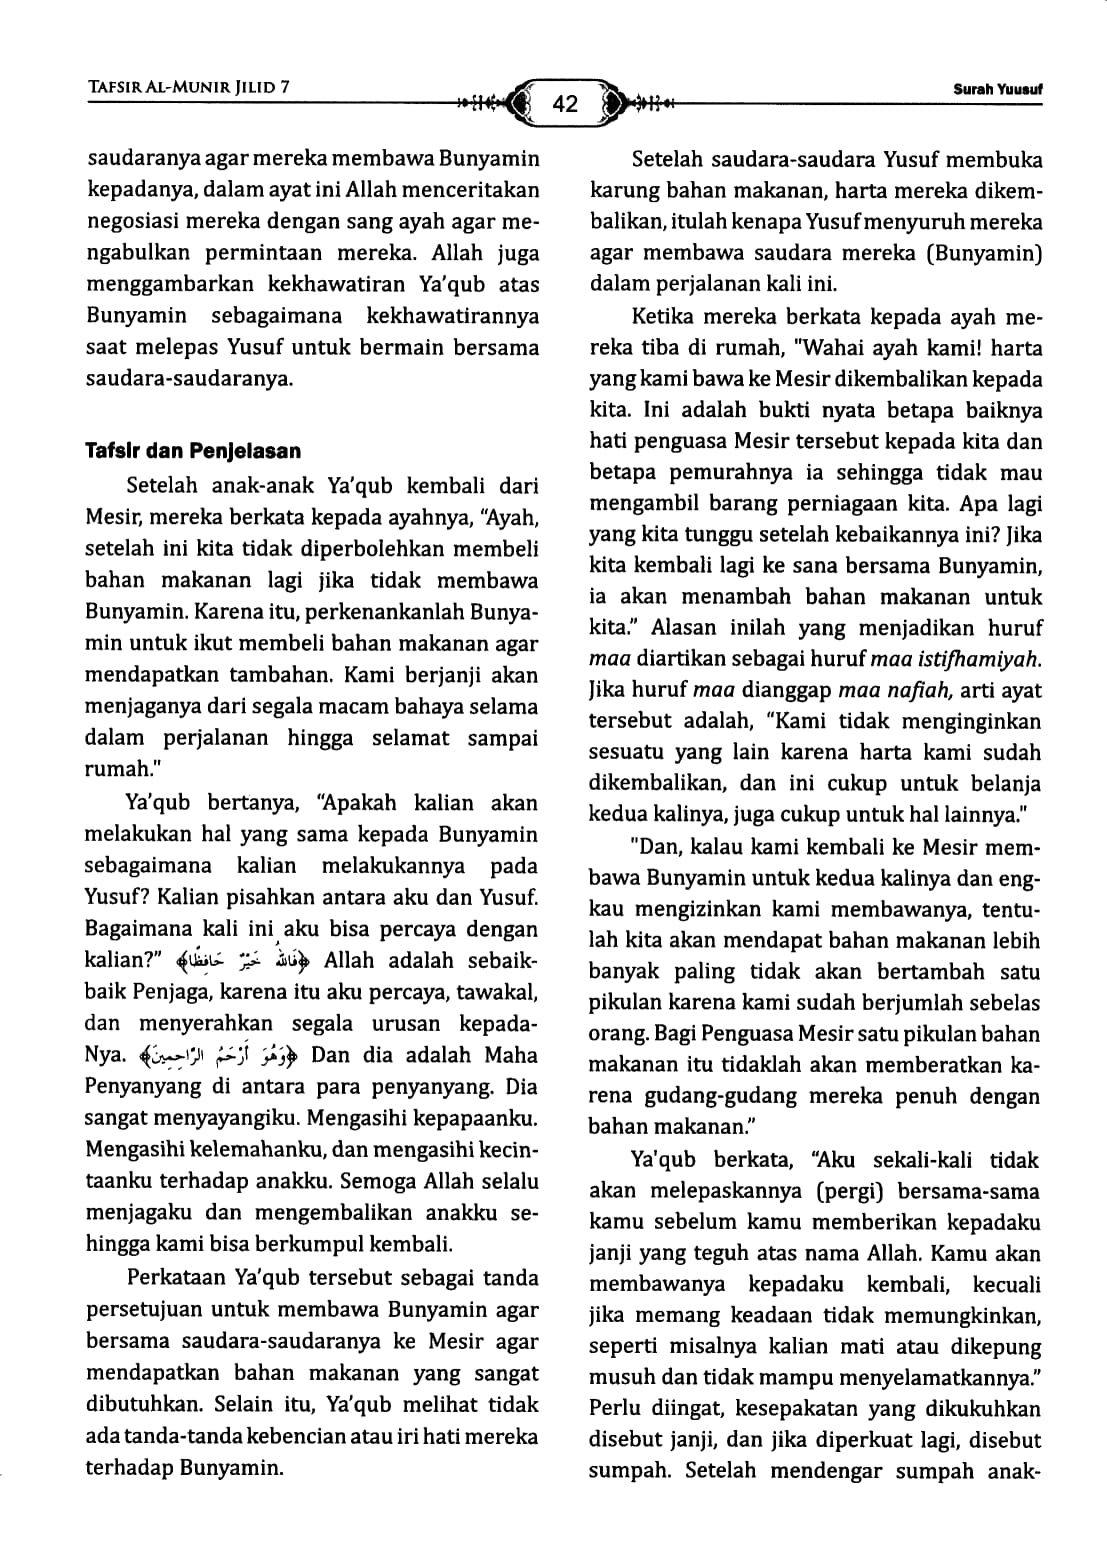 TAFSIR AL-MUNIR JILID 7
42
Surah Yuusuf
saudaranya agar mereka membawa Bunyamin
kepadanya, dalam ayat ini Allah menceritakan
negosiasi mereka dengan sang ayah agar me-
ngabulkan permintaan mereka. Allah juga
menggambarkan kekhawatiran Ya'qub atas
Bunyamin sebagaimana kekhawatirannya
saat melepas Yusuf untuk bermain bersama
saudara-saudaranya.
Tafsir dan Penjelasan
Setelah anak-anak Ya'qub kembali dari
Mesir, mereka berkata kepada ayahnya, “Ayah,
setelah ini kita tidak diperbolehkan membeli
bahan makanan lagi jika tidak membawa
Bunyamin. Karena itu, perkenankanlah Bunya-
min untuk ikut membeli bahan makanan agar
mendapatkan tambahan. Kami berjanji akan
menjaganya dari segala macam bahaya selama
dalam perjalanan hingga selamat sampai
rumah."
Ya'qub bertanya, “Apakah kalian akan
melakukan hal yang sama kepada Bunyamin
sebagaimana kalian melakukannya pada
Yusuf? Kalian pisahkan antara aku dan Yusuf.
Bagaimana kali ini aku bisa percaya dengan
kalian?” ﴿فَاللهُ خَيْرٌ حَافِظًا﴾ Allah adalah sebaik-
baik Penjaga, karena itu aku percaya, tawakal,
dan menyerahkan segala urusan kepada-
Nya. ﴿وَهُوَ أَرْحَمُ الرَّاحِمِينَ﴾ Dan dia adalah Maha
Penyanyang di antara para penyanyang. Dia
sangat menyayangiku. Mengasihi kepapaanku.
Mengasihi kelemahanku, dan mengasihi kecin-
taanku terhadap anakku. Semoga Allah selalu
menjagaku dan mengembalikan anakku se-
hingga kami bisa berkumpul kembali.
Perkataan Ya'qub tersebut sebagai tanda
persetujuan untuk membawa Bunyamin agar
bersama saudara-saudaranya ke Mesir agar
mendapatkan bahan makanan yang sangat
dibutuhkan. Selain itu, Ya'qub melihat tidak
ada tanda-tanda kebencian atau iri hati mereka
terhadap Bunyamin.
Setelah saudara-saudara Yusuf membuka
karung bahan makanan, harta mereka dikem-
balikan, itulah kenapa Yusuf menyuruh mereka
agar membawa saudara mereka (Bunyamin)
dalam perjalanan kali ini.
Ketika mereka berkata kepada ayah me-
reka tiba di rumah, "Wahai ayah kami! harta
yang kami bawa ke Mesir dikembalikan kepada
kita. Ini adalah bukti nyata betapa baiknya
hati penguasa Mesir tersebut kepada kita dan
betapa pemurahnya ia sehingga tidak mau
mengambil barang perniagaan kita. Apa lagi
yang kita tunggu setelah kebaikannya ini? Jika
kita kembali lagi ke sana bersama Bunyamin,
ia akan menambah bahan makanan untuk
kita.” Alasan inilah yang menjadikan huruf
maa diartikan sebagai huruf maa istifhamiyah.
Jika huruf maa dianggap maa nafiah, arti ayat
tersebut adalah, “Kami tidak menginginkan
sesuatu yang lain karena harta kami sudah
dikembalikan, dan ini cukup untuk belanja
kedua kalinya, juga cukup untuk hal lainnya."
"Dan, kalau kami kembali ke Mesir mem-
bawa Bunyamin untuk kedua kalinya dan eng-
kau mengizinkan kami membawanya, tentu-
lah kita akan mendapat bahan makanan lebih
banyak paling tidak akan bertambah satu
pikulan karena kami sudah berjumlah sebelas
orang. Bagi Penguasa Mesir satu pikulan bahan
makanan itu tidaklah akan memberatkan ka-
rena gudang-gudang mereka penuh dengan
bahan makanan.”
Ya'qub berkata, “Aku sekali-kali tidak
akan melepaskannya (pergi) bersama-sama
kamu sebelum kamu memberikan kepadaku
janji yang teguh atas nama Allah. Kamu akan
membawanya kepadaku kembali, kecuali
jika memang keadaan tidak memungkinkan,
seperti misalnya kalian mati atau dikepung
musuh dan tidak mampu menyelamatkannya.”
Perlu diingat, kesepakatan yang dikukuhkan
disebut janji, dan jika diperkuat lagi, disebut
sumpah. Setelah mendengar sumpah anak-